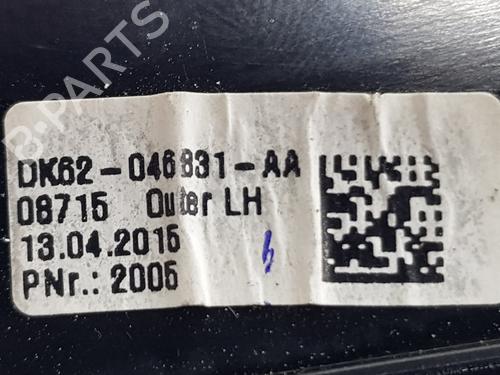 B-PARTS
DK62-046831-AA
08715 Outer LH
13.04.2015
PNr.: 2005